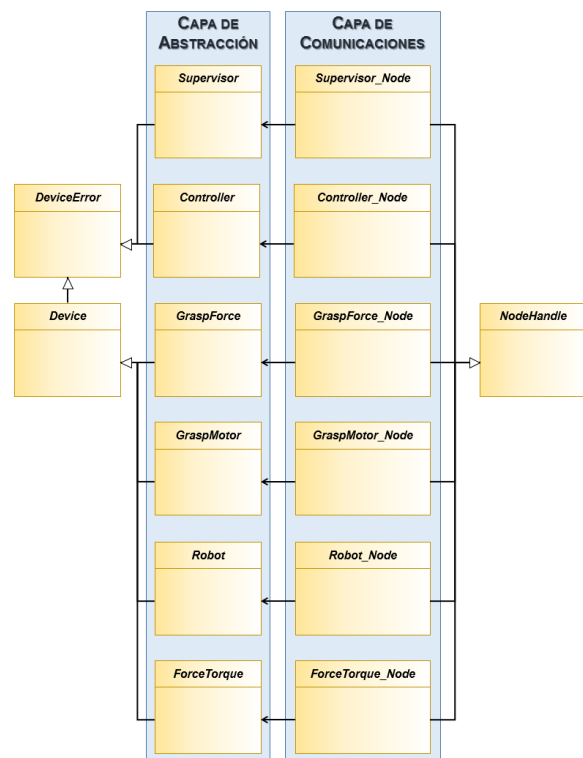 CAPA DE
ABSTRACCIÓN
CAPA DE
COMUNICACIONES
Supervisor
Supervisor_Node
DeviceError
Controller
Controller_Node
Device
GraspForce
GraspForce_Node
NodeHandle
GraspMotor
GraspMotor_Node
Robot
Robot_Node
ForceTorque
ForceTorque_Node